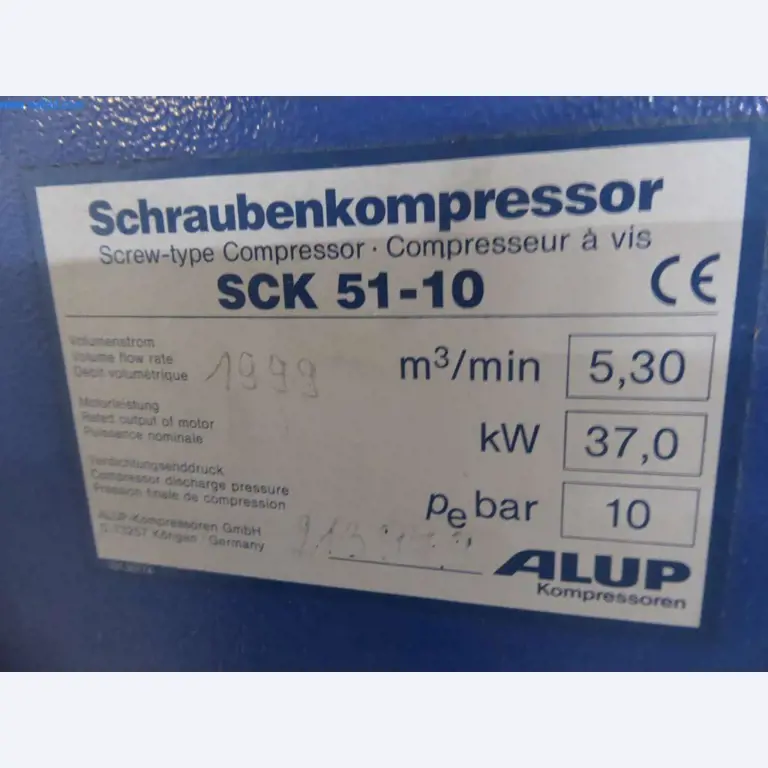 Schraubenkompressor
Screw-type Compressor · Compresseur à vis
SCK 51-10
CE
Volumenstrom
Volume flow rate
Débit volumétrique
1999
m³/min
5,30
Motorleistung
Rated output of motor
Puissance nominale
kW
37,0
Verdichtungsenddruck
Compressor discharge pressure
Pression finale de compression
pe bar
10
ALUP-Kompressoren GmbH
D-73257 Köngen / Germany
ALUP
Kompressoren